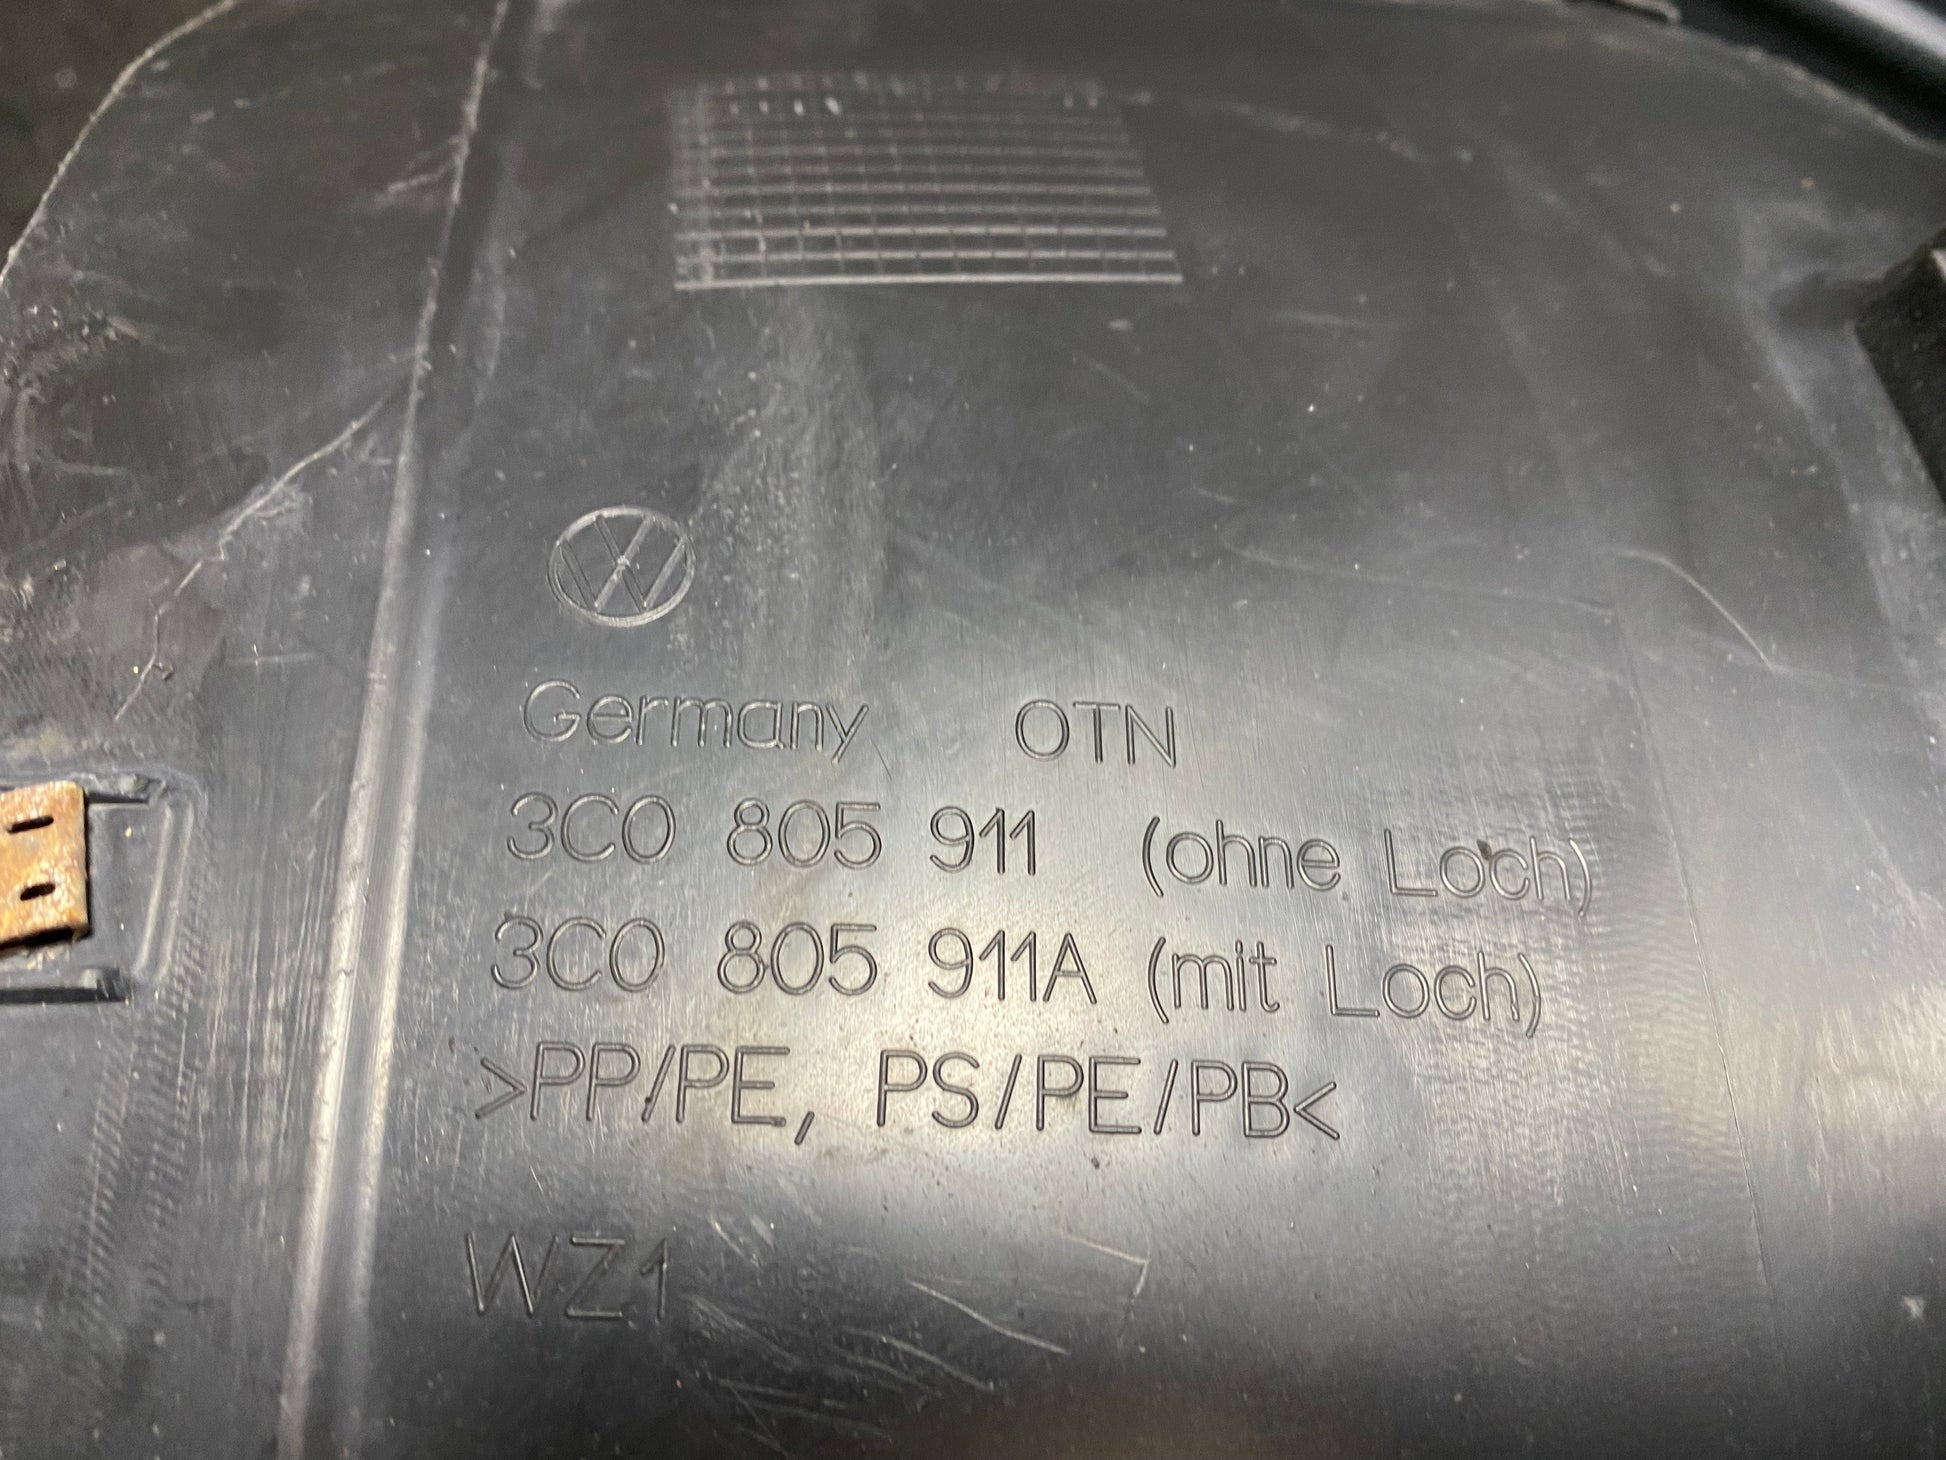 Germany OTN
3C0 805 911 (ohne Loch)
3C0 805 911A (mit Loch)
>PP/PE, PS/PE/PB<
WZ1